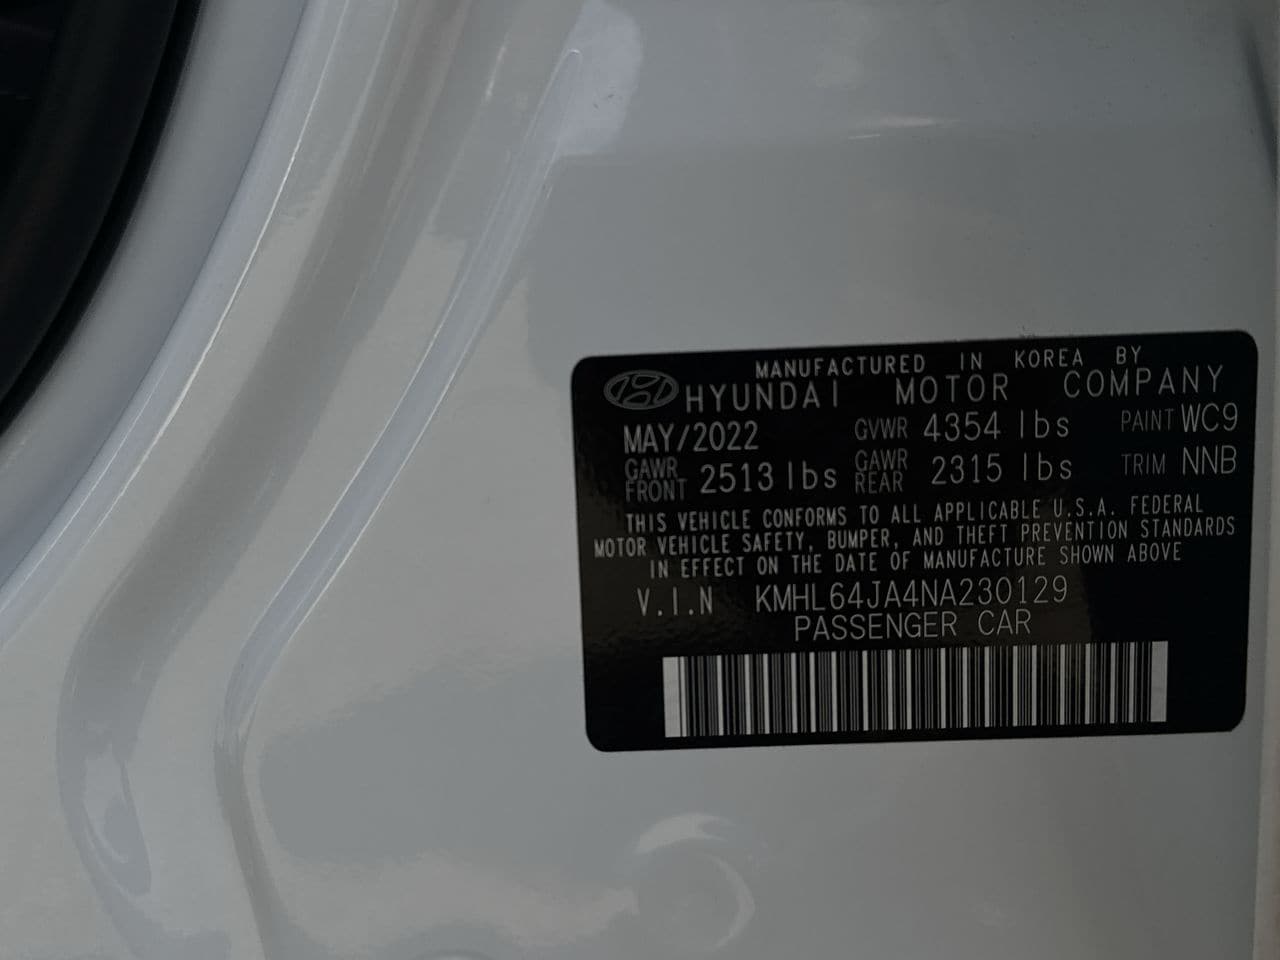 MANUFACTURED IN KOREA BY
HYUNDAI MOTOR COMPANY
MAY/2022 GVWR 4354 lbs PAINT WC9
GAWR FRONT 2513 lbs GAWR REAR 2315 lbs TRIM NNB
THIS VEHICLE CONFORMS TO ALL APPLICABLE U.S.A. FEDERAL
MOTOR VEHICLE SAFETY, BUMPER, AND THEFT PREVENTION STANDARDS
IN EFFECT ON THE DATE OF MANUFACTURE SHOWN ABOVE
V.I.N KMHL64JA4NA230129
PASSENGER CAR